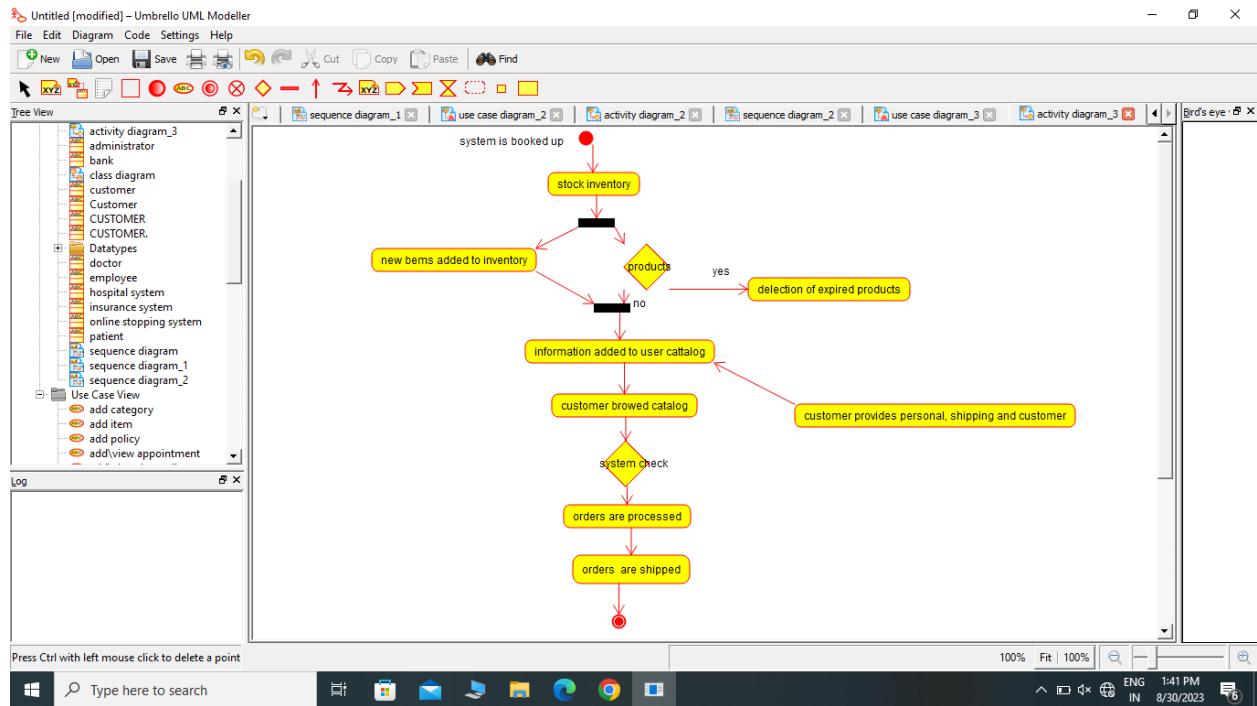 Untitled [modified] – Umbrello UML Modeller
File Edit Diagram Code Settings Help
New Open Save Cut Copy Paste Find
Tree View
activity diagram_3
administrator
bank
class diagram
customer
Customer
CUSTOMER
CUSTOMER.
Datatypes
doctor
employee
hospital system
insurance system
online stopping system
patient
sequence diagram
sequence diagram_1
sequence diagram_2
Use Case View
add category
add item
add policy
add\view appointment
Log
sequence diagram_1 use case diagram_2 activity diagram_2 sequence diagram_2 use case diagram_3 activity diagram_3
Bird's eye
system is booked up
stock inventory
new bems added to inventory
products
yes
delection of expired products
no
information added to user cattalog
customer browed catalog
customer provides personal, shipping and customer
system check
orders are processed
orders are shipped
Press Ctrl with left mouse click to delete a point
100% Fit 100%
Type here to search
ENG
IN
1:41 PM
8/30/2023
6